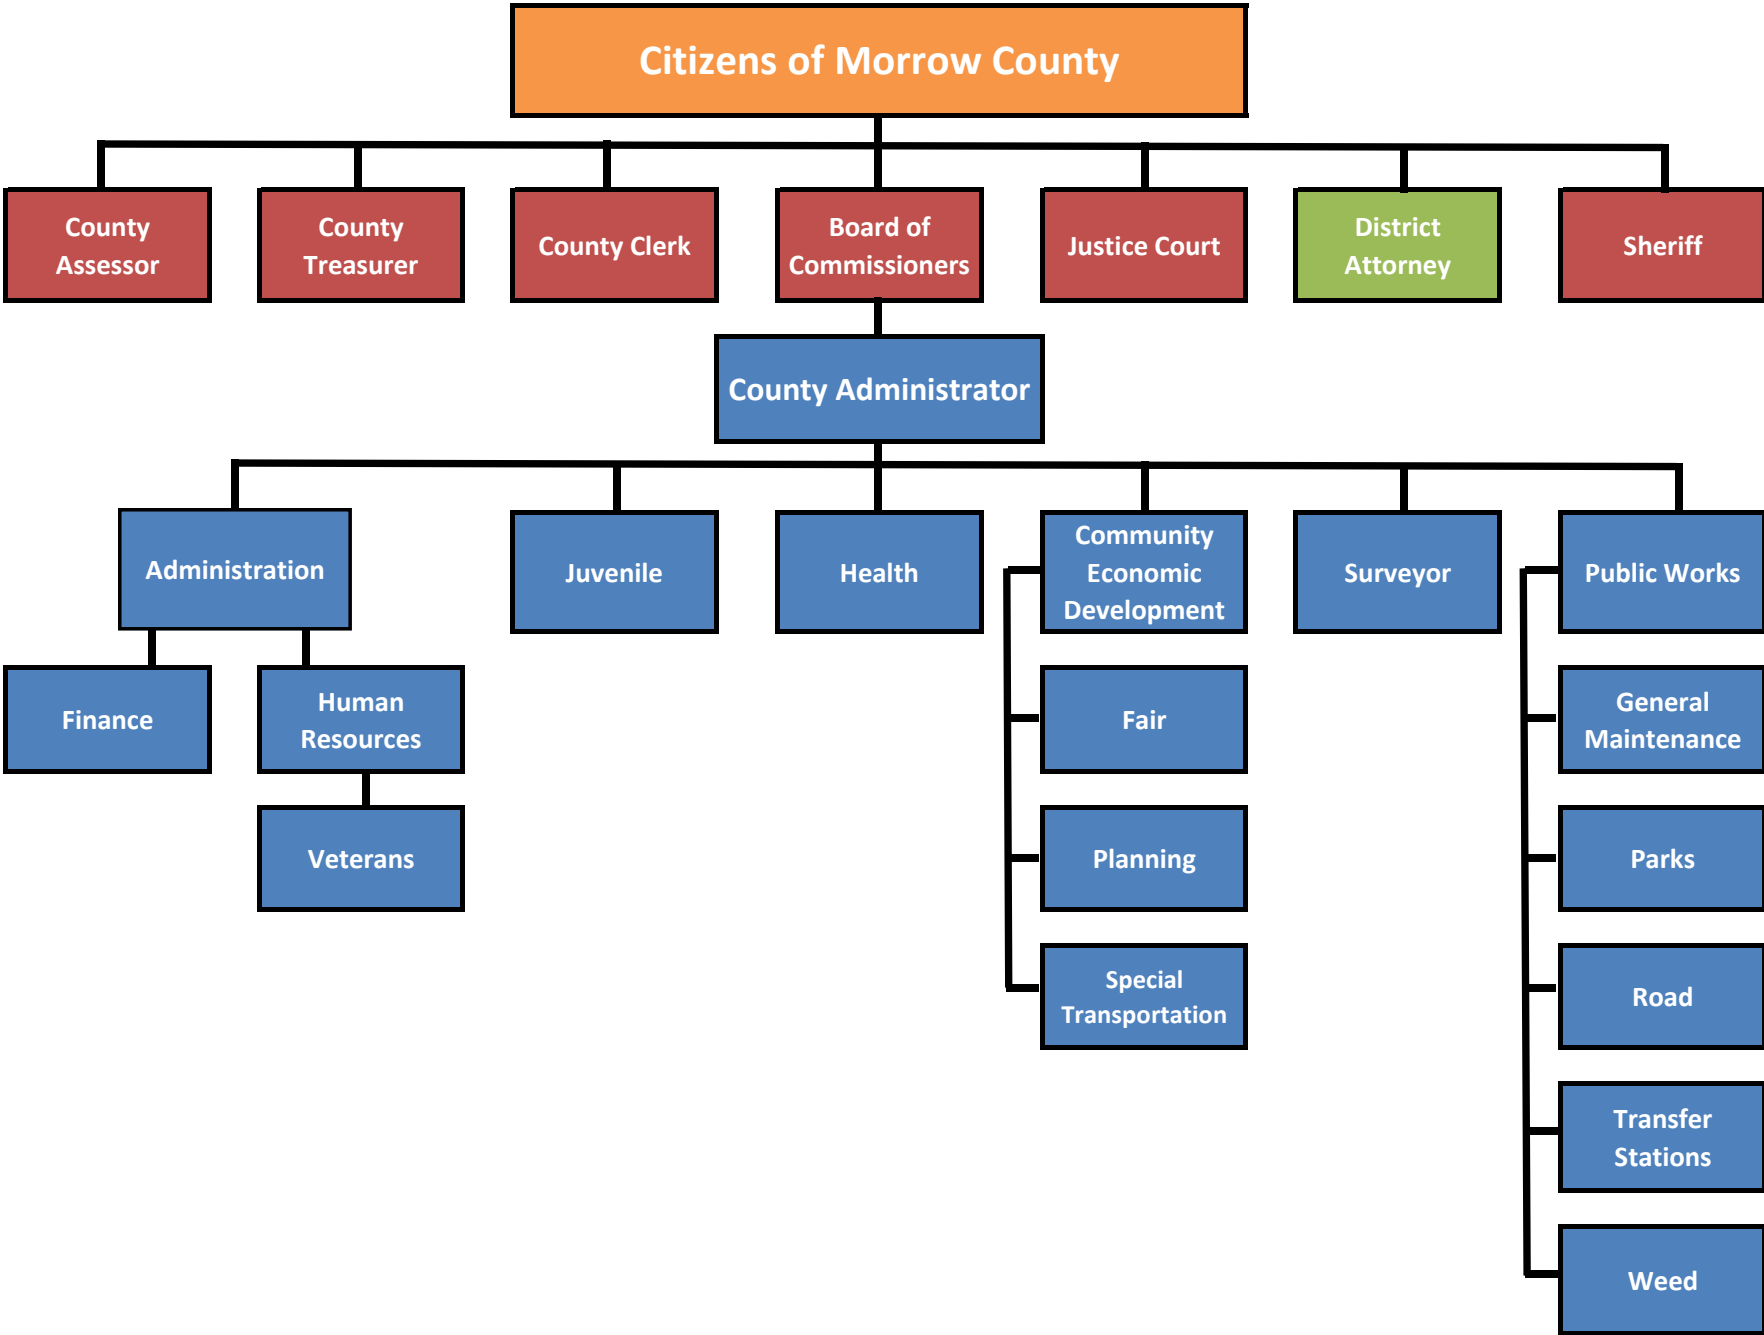 Citizens of Morrow County
County
Assessor
County
Treasurer
County Clerk
Board of
Commissioners
Justice Court
District
Attorney
Sheriff
County Administrator
Administration
Juvenile
Health
Community
Economic
Development
Surveyor
Public Works
Finance
Human
Resources
Fair
General
Maintenance
Veterans
Planning
Parks
Special
Transportation
Road
Transfer
Stations
Weed